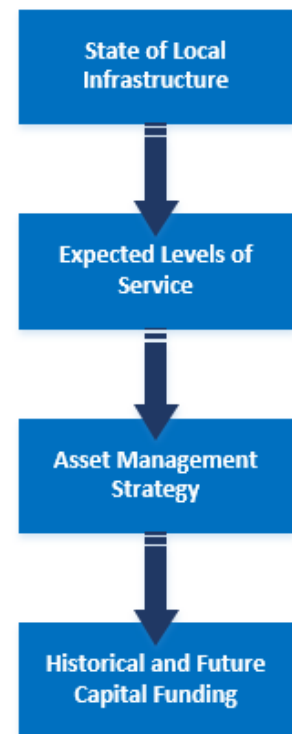 State of Local
Infrastructure
Expected Levels of
Service
Asset Management
Strategy
Historical and Future
Capital Funding